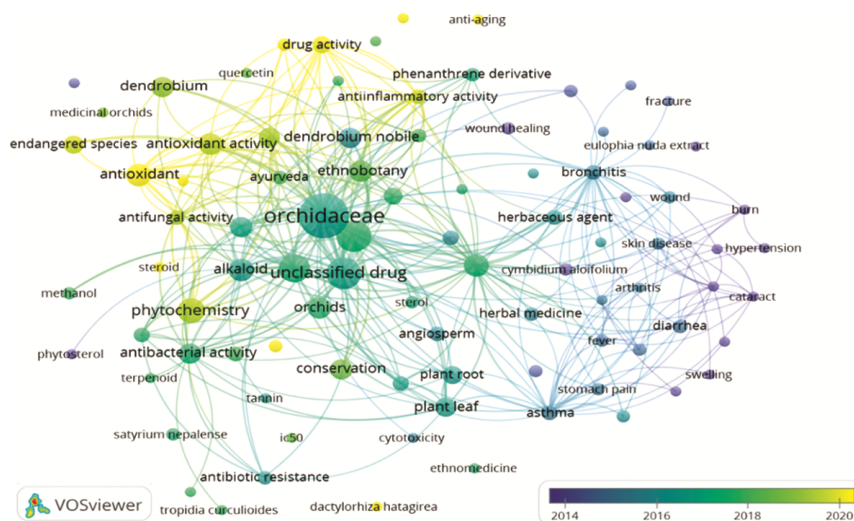 anti-aging
drug activity
quercetin
phenanthrene derivative
dendrobium
antiinflammatory activity
fracture
medicinal orchids
wound healing
endangered species
antioxidant activity
dendrobium nobile
eulophia nuda extract
antioxidant
ayurveda
ethnobotany
bronchitis
wound
orchidaceae
antifungal activity
herbaceous agent
burn
skin disease
hypertension
steroid
alkaloid
unclassified drug
cymbidium aloifolium
methanol
arthritis
cataract
phytochemistry
orchids
sterol
herbal medicine
angiosperm
diarrhea
phytosterol
antibacterial activity
fever
terpenoid
conservation
plant root
swelling
stomach pain
tannin
plant leaf
asthma
satyrium nepalense
ic50
cytotoxicity
antibiotic resistance
ethnomedicine
tropidia curculioides
dactylorhiza hatagirea
VOSviewer
2014 2016 2018 2020